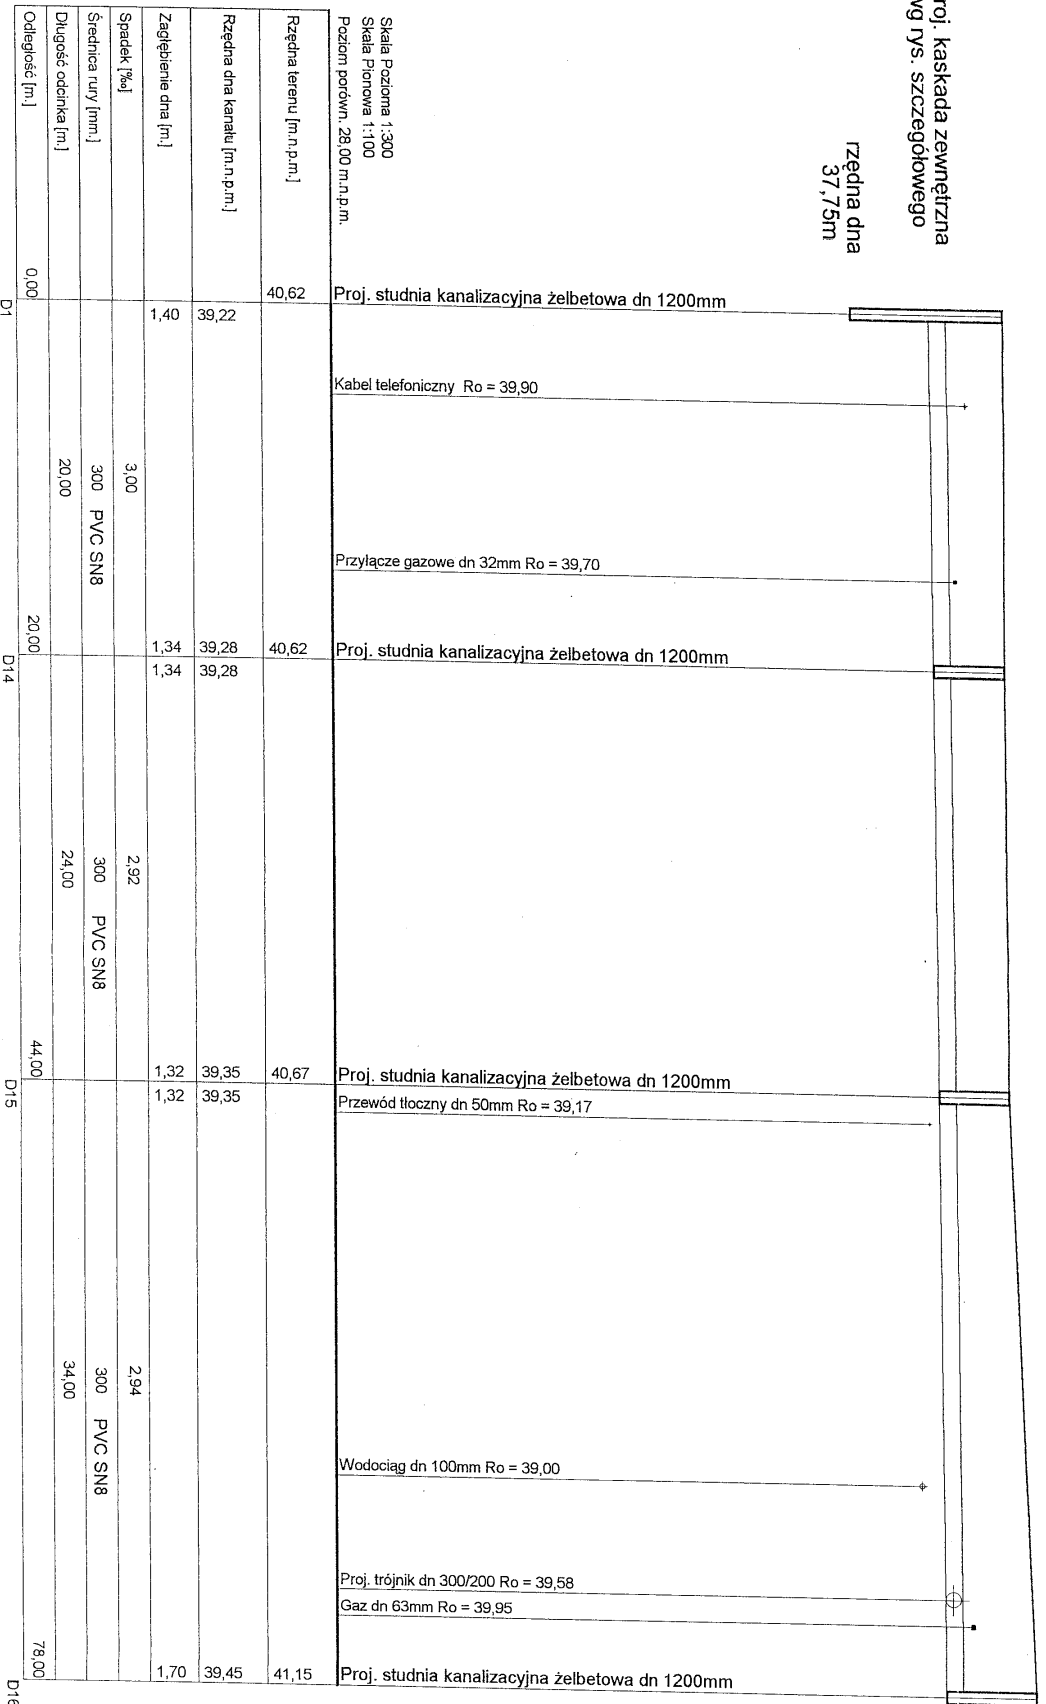 roj. kaskada zewnętrzna
wg rys. szczegółowego
rzędna dna
37,75m
Skala Pozioma 1:300
Skala Pionowa 1:100
Poziom porówn. 28,00 m.n.p.m.
Rzędna terenu [m.n.p.m.]
Rzędna dna kanału [m.n.p.m.]
Zagłębienie dna [m.]
Spadek [‰]
Średnica rury [mm.]
Długość odcinka [m.]
Odległość [m.]
Proj. studnia kanalizacyjna żelbetowa dn 1200mm
40,62
1,40 39,22
0,00
D1
Kabel telefoniczny Ro = 39,90
3,00
300 PVC SN8
20,00
Przyłącze gazowe dn 32mm Ro = 39,70
Proj. studnia kanalizacyjna żelbetowa dn 1200mm
1,34 39,28 40,62
1,34 39,28
20,00
D14
2,92
300 PVC SN8
24,00
Proj. studnia kanalizacyjna żelbetowa dn 1200mm
1,32 39,35 40,67
1,32 39,35
44,00
D15
Przewód tłoczny dn 50mm Ro = 39,17
2,94
300 PVC SN8
34,00
Wodociąg dn 100mm Ro = 39,00
Proj. trójnik dn 300/200 Ro = 39,58
Gaz dn 63mm Ro = 39,95
Proj. studnia kanalizacyjna żelbetowa dn 1200mm
1,70 39,45 41,15
78,00
D16